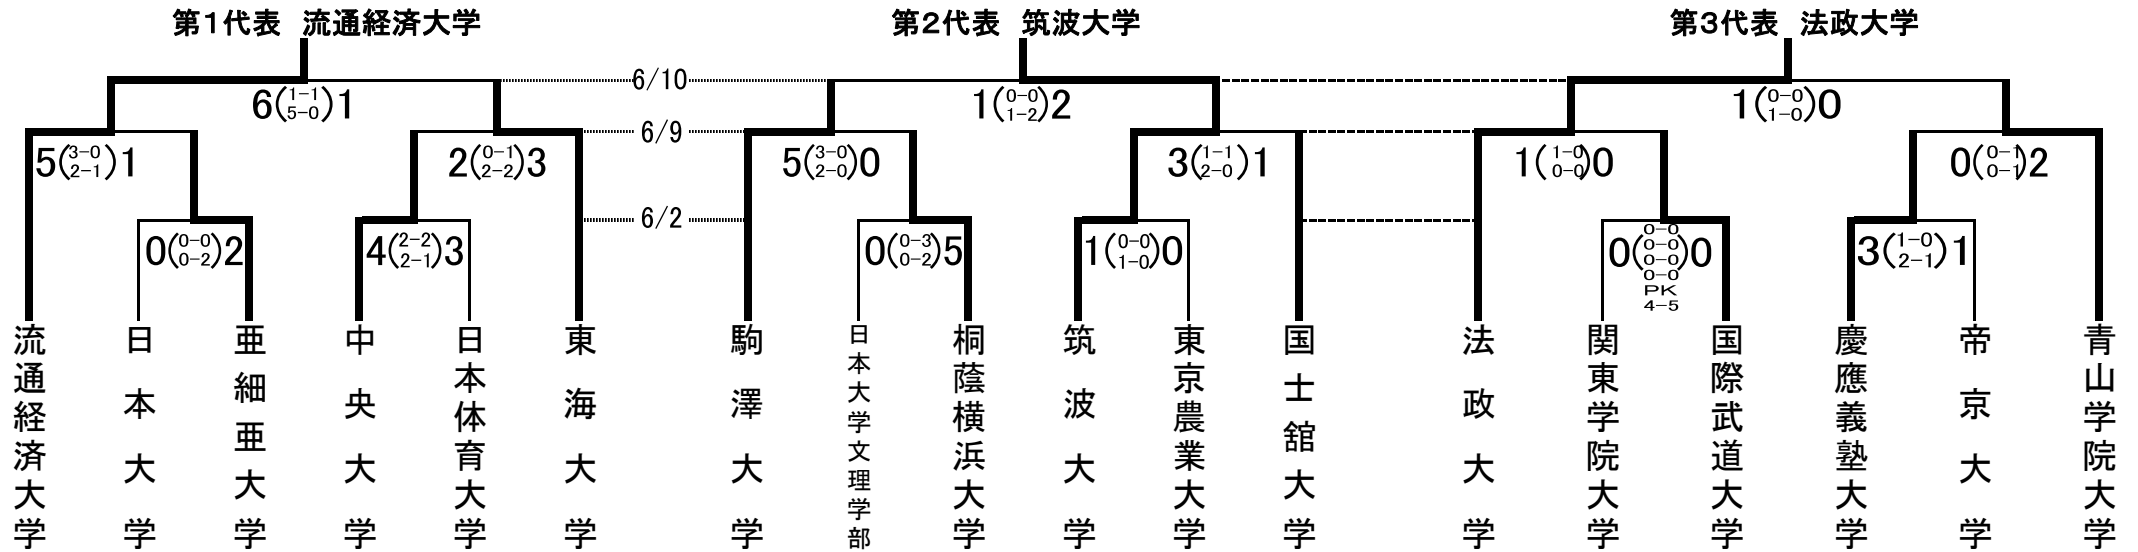 第1代表 流通経済大学
第2代表 筑波大学
第3代表 法政大学
6/10
6(1-1 5-0)1
1(0-0 1-2)2
1(0-0 1-0)0
6/9
5(3-0 2-1)1
2(0-1 2-2)3
5(3-0 2-0)0
3(1-1 2-0)1
1(1-0 0-0)0
0(0-1 0-1)2
6/2
0(0-0 0-2)2
4(2-2 2-1)3
0(0-3 0-2)5
1(0-0 1-0)0
0(0-0 0-0 0-0 0-0)0
PK
4-5
3(1-0 2-1)1
流通経済大学
日本大学
亜細亜大学
中央大学
日本体育大学
東海大学
駒澤大学
日本大学文理学部
桐蔭横浜大学
筑波大学
東京農業大学
国士舘大学
法政大学
関東学院大学
国際武道大学
慶應義塾大学
帝京大学
青山学院大学